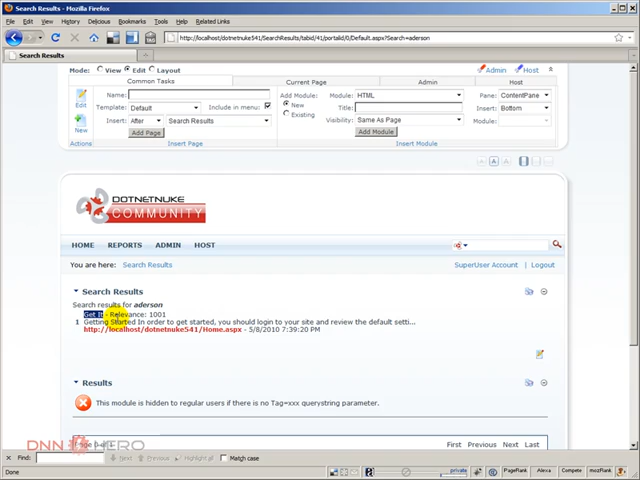 Search Results - Mozilla Firefox
File Edit View History Bookmarks Tools Help Related Links
http://localhost/dotnetnuke541/SearchResults/tabid/41/portalid/0/Default.aspx?Search=aderson
Search Results
Mode: View Edit Layout
Admin Host
Common Tasks Current Page Admin Host
Name: Add Module: Module: HTML Pane: ContentPane
Edit Template: Default Include in menu: New Title: Insert: Bottom
Insert: After Search Results Existing Visibility: Same As Page Module:
New Add Page Add Module
Actions Insert Page Insert Module
A A A
DOTNETNUKE
COMMUNITY
HOME REPORTS ADMIN HOST
You are here: Search Results SuperUser Account | Logout
Search Results
Search results for aderson
Get It - Relevance: 1001
1 Getting Started In order to get started, you should login to your site and review the default setti...
http://localhost/dotnetnuke541/Home.aspx - 5/8/2010 7:39:20 PM
Results
This module is hidden to regular users if there is no Tag=xxx querystring parameter.
DNN HERO
First Previous Next Last
Find: Next Previous Highlight all Match case
Done private PageRank Alexa Compete mozRank